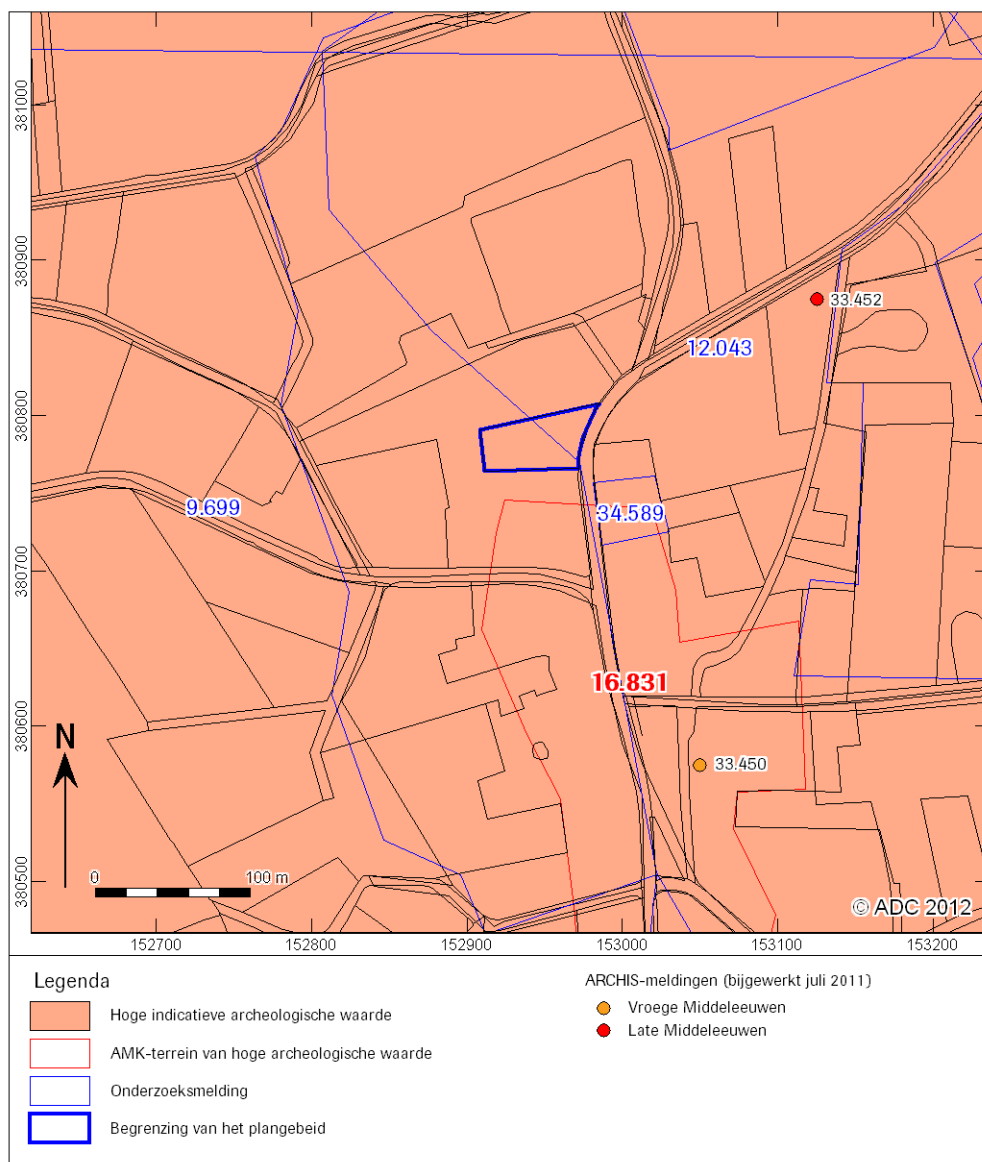 381000
380900
380800
380700
380600
380500
33.452
12.043
9.699
34.589
16.831
33.450
N
0 100 m
© ADC 2012
152700 152800 152900 153000 153100 153200
Legenda
Hoge indicatieve archeologische waarde
AMK-terrein van hoge archeologische waarde
Onderzoeksmelding
Begrenzing van het plangebeid
ARCHIS-meldingen (bijgewerkt juli 2011)
Vroege Middeleeuwen
Late Middeleeuwen